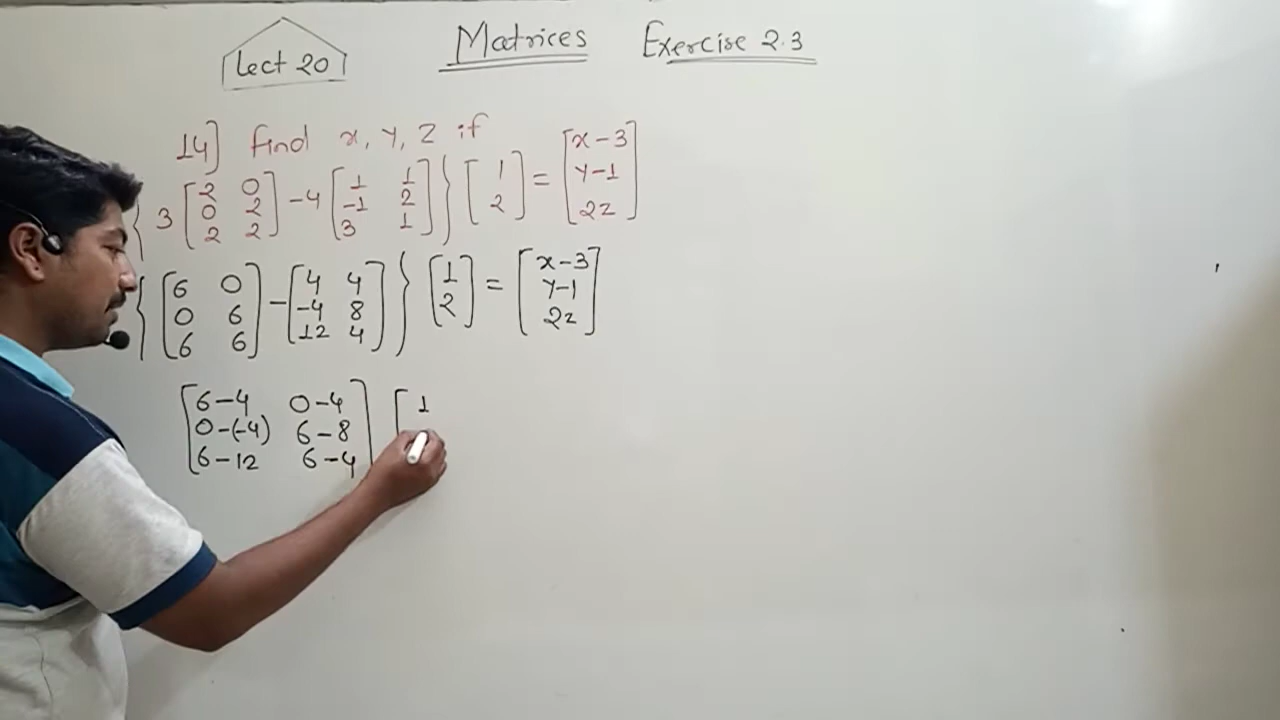 Lect 20 Matrices Exercise 2.3
14] Find x, y, z if
{ 3 [2 0 0 2 2 2] - 4 [1 1 -1 2 3 1] } [1 2] = [x-3 y-1 2z]
{ [6 0 0 6 6 6] - [4 4 -4 8 12 4] } [1 2] = [x-3 y-1 2z]
[6-4 0-4 0-(-4) 6-8 6-12 6-4] [1